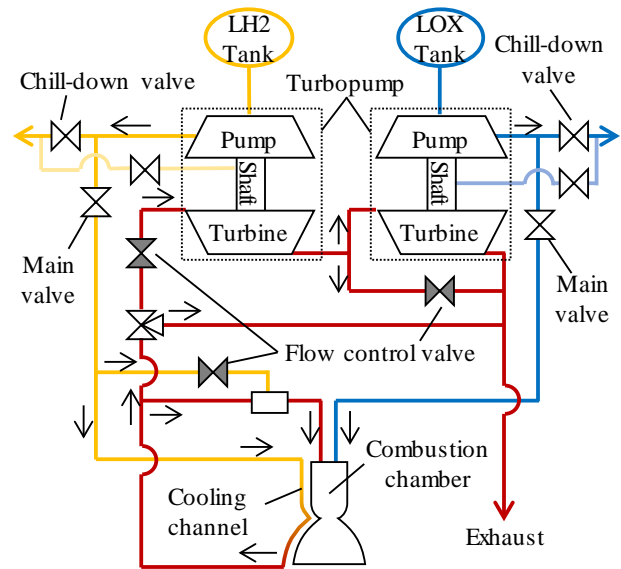 LH2
Tank
LOX
Tank
Chill-down
valve
Chill-down valve
Turbopump
Pump
Pump
Shaft
Shaft
Turbine
Turbine
Main
valve
Main
valve
Flow control valve
Combustion
chamber
Cooling
channel
Exhaust